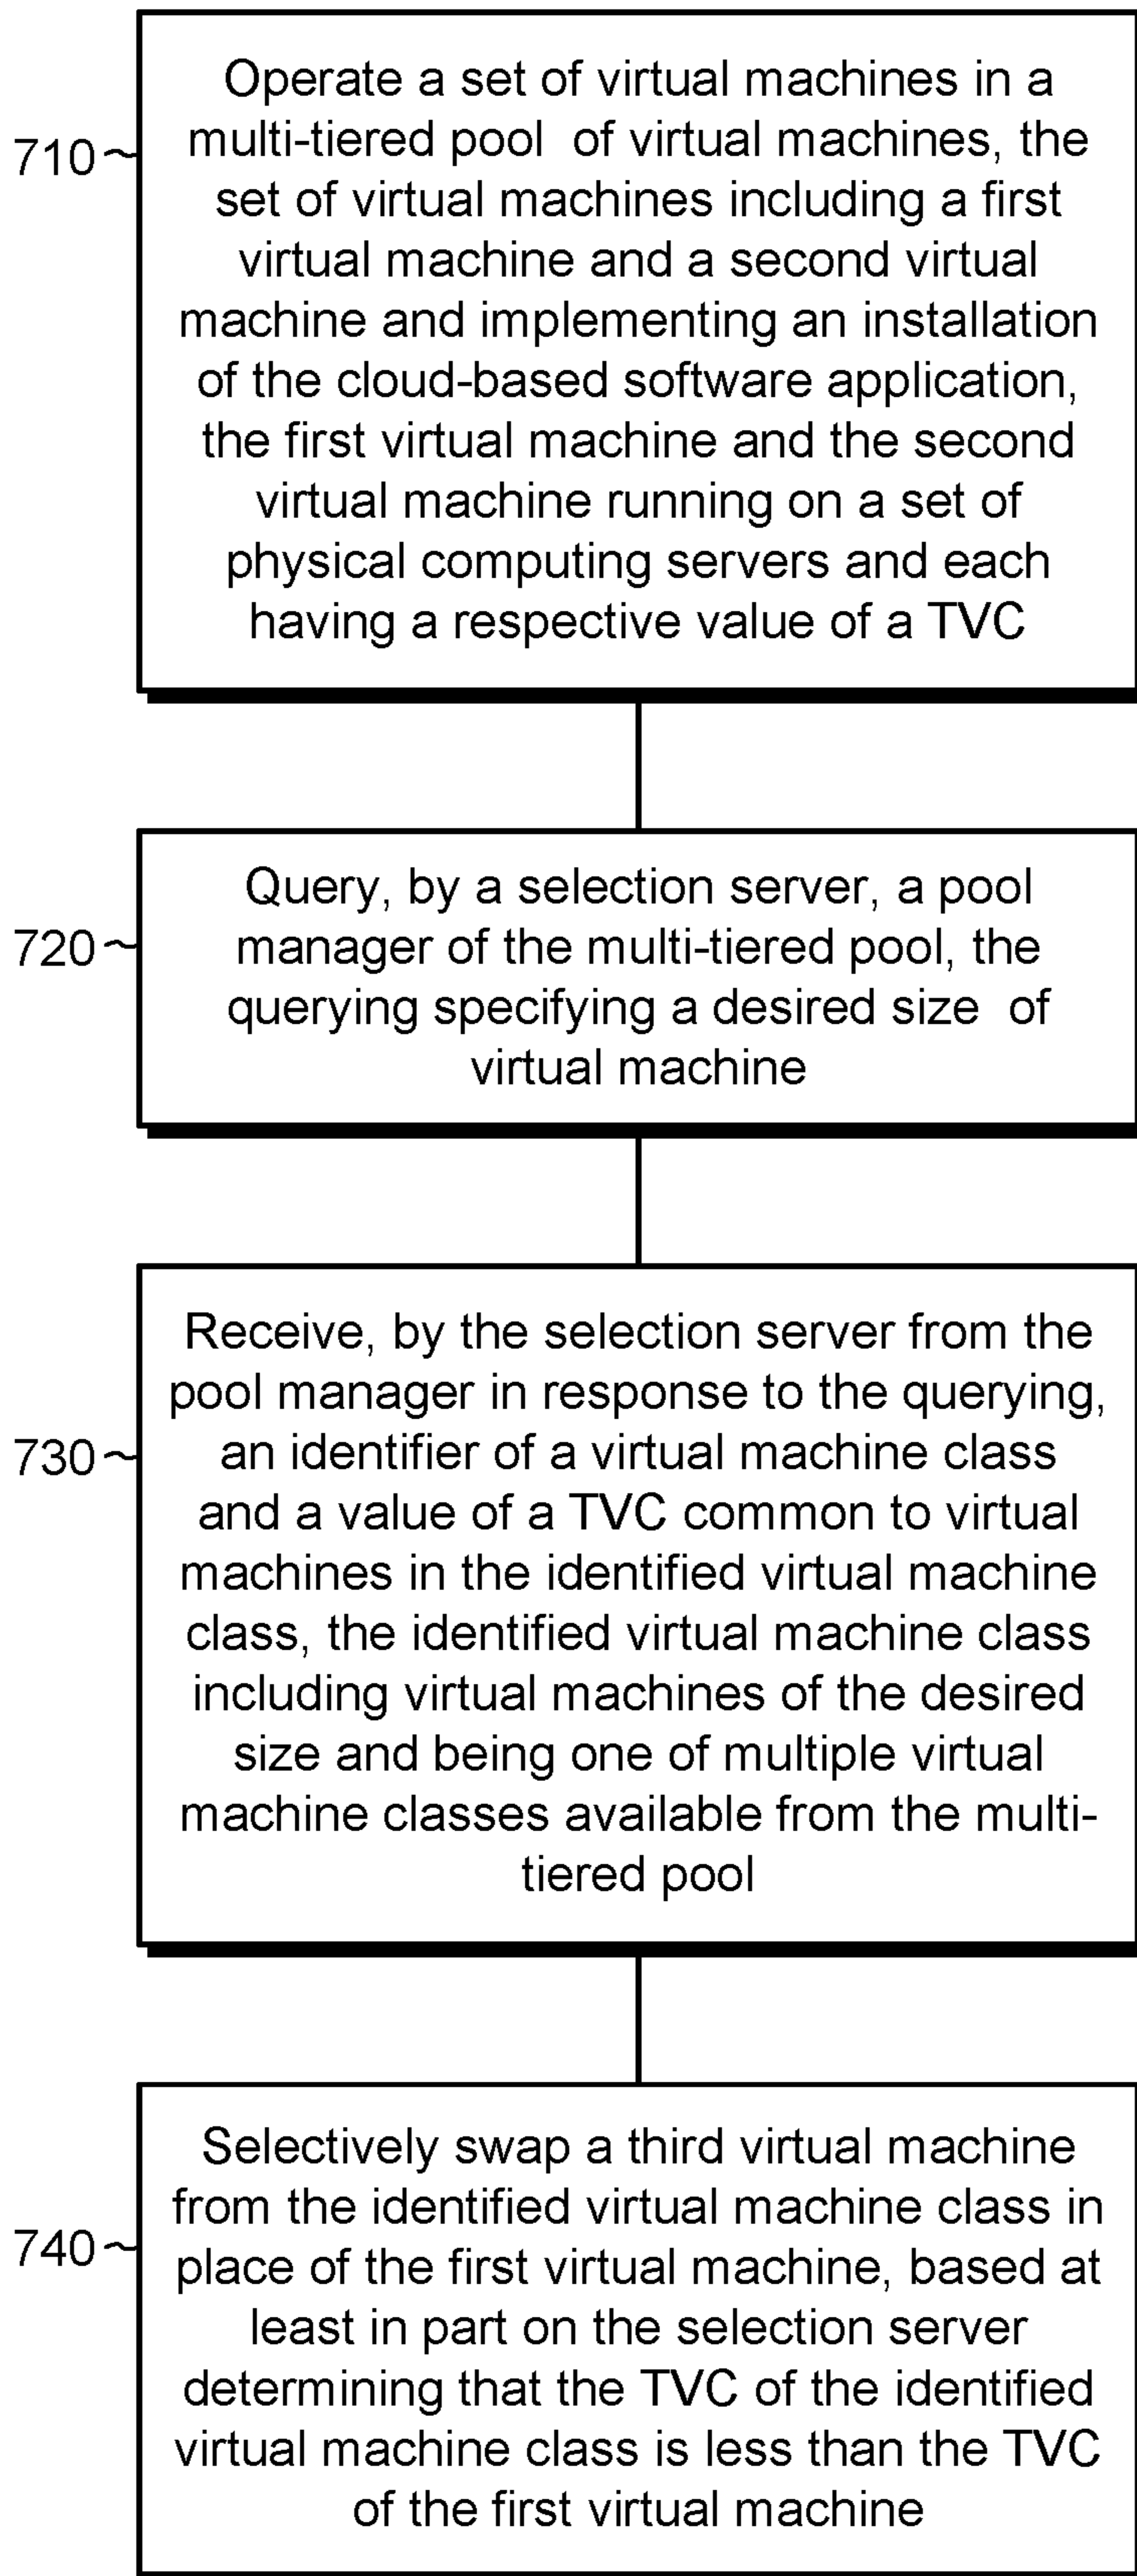 710
Operate a set of virtual machines in a
multi-tiered pool of virtual machines, the
set of virtual machines including a first
virtual machine and a second virtual
machine and implementing an installation
of the cloud-based software application,
the first virtual machine and the second
virtual machine running on a set of
physical computing servers and each
having a respective value of a TVC
720
Query, by a selection server, a pool
manager of the multi-tiered pool, the
querying specifying a desired size of
virtual machine
730
Receive, by the selection server from the
pool manager in response to the querying,
an identifier of a virtual machine class
and a value of a TVC common to virtual
machines in the identified virtual machine
class, the identified virtual machine class
including virtual machines of the desired
size and being one of multiple virtual
machine classes available from the multi-
tiered pool
740
Selectively swap a third virtual machine
from the identified virtual machine class in
place of the first virtual machine, based at
least in part on the selection server
determining that the TVC of the identified
virtual machine class is less than the TVC
of the first virtual machine